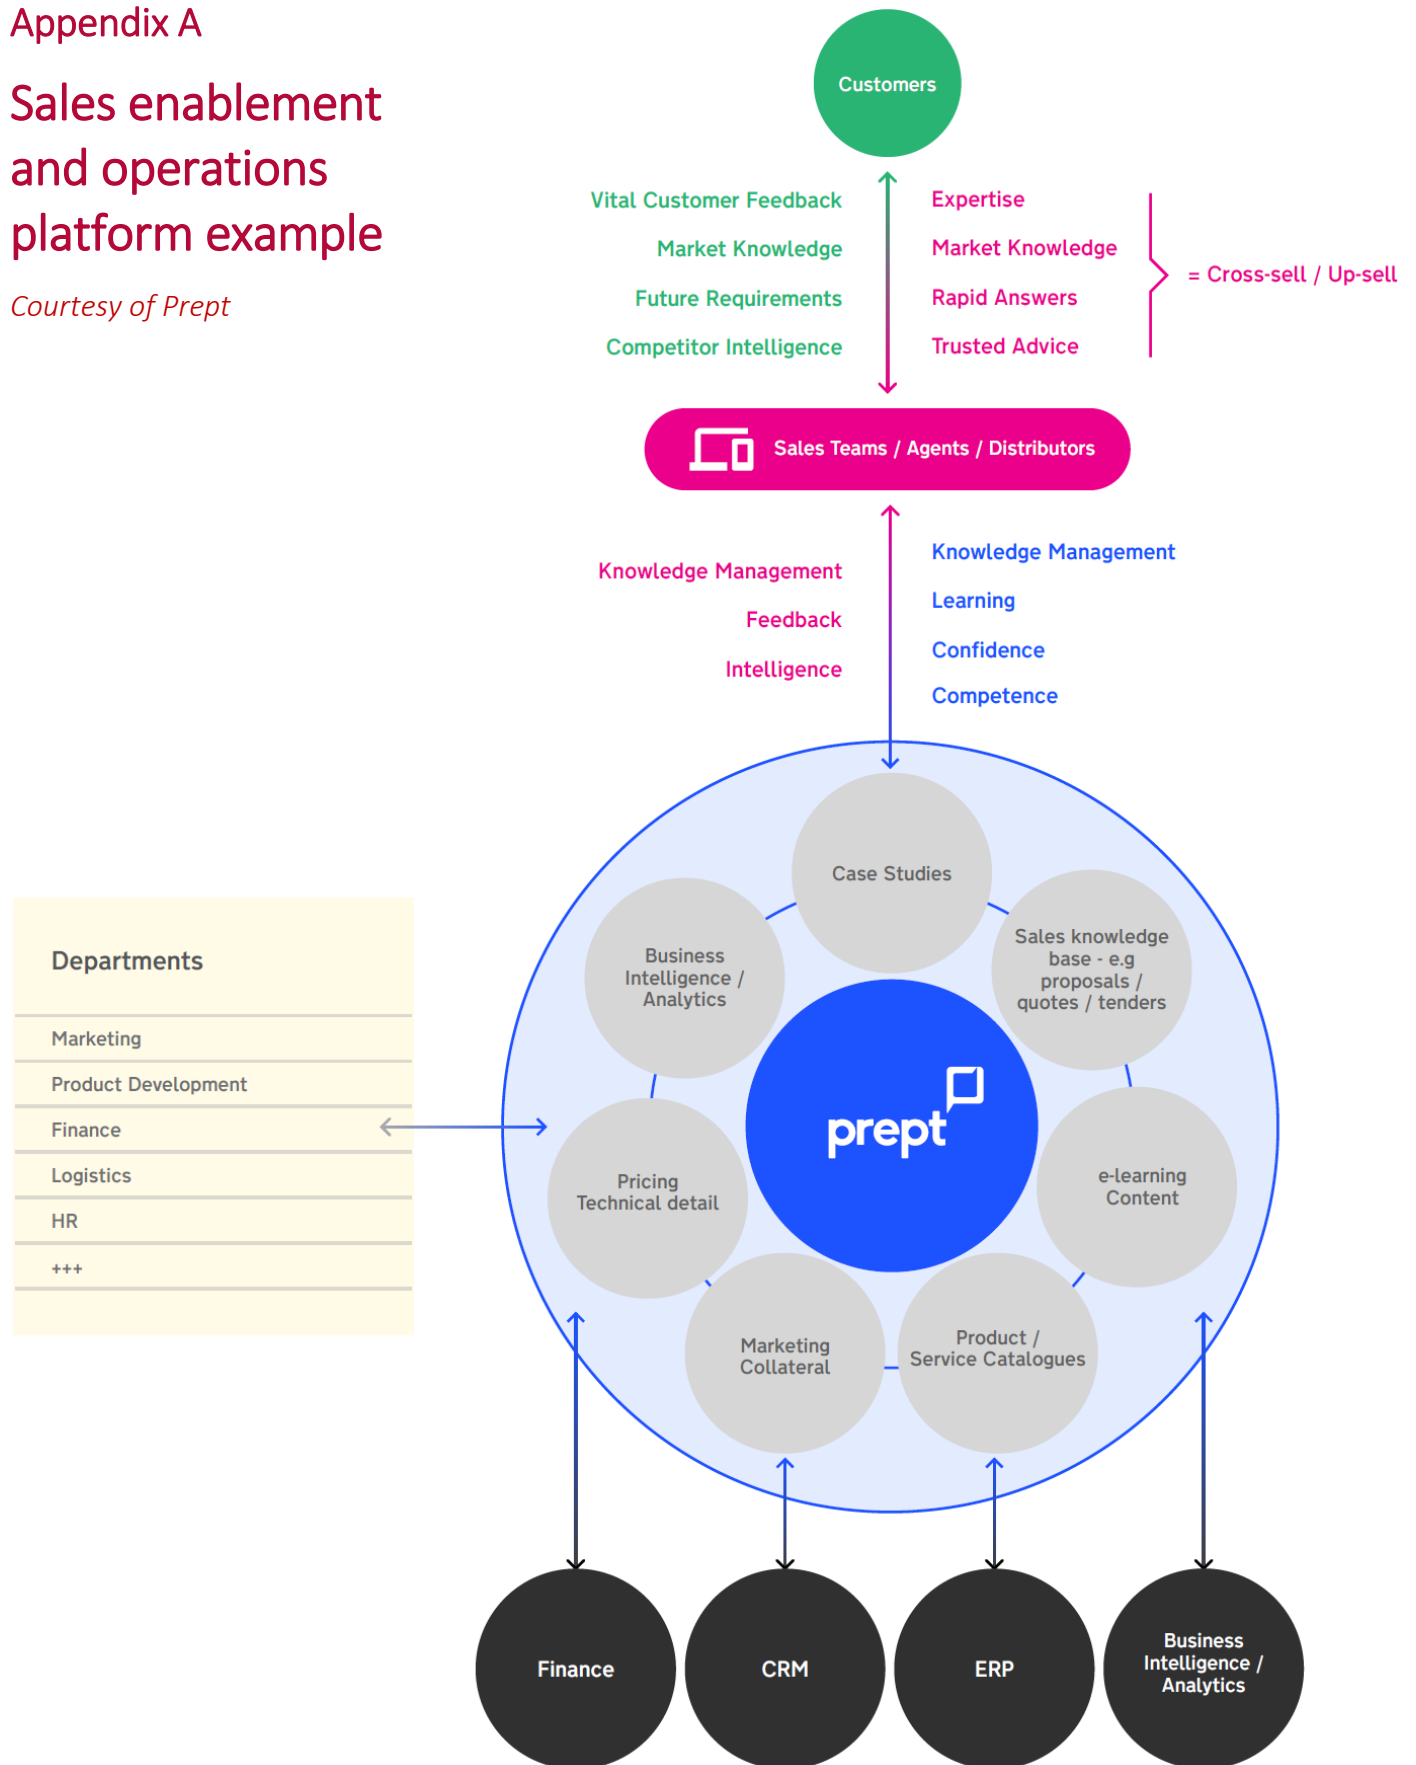 Appendix A
Sales enablement
and operations
platform example
Courtesy of Prept
Customers
Vital Customer Feedback
Market Knowledge
Future Requirements
Competitor Intelligence
Expertise
Market Knowledge
Rapid Answers
Trusted Advice
= Cross-sell / Up-sell
Sales Teams / Agents / Distributors
Knowledge Management
Feedback
Intelligence
Knowledge Management
Learning
Confidence
Competence
Case Studies
Sales knowledge
base - e.g
proposals /
quotes / tenders
Business
Intelligence /
Analytics
prept
e-learning
Content
Pricing
Technical detail
Marketing
Collateral
Product /
Service Catalogues
Departments
Marketing
Product Development
Finance
Logistics
HR
+++
Finance
CRM
ERP
Business
Intelligence /
Analytics